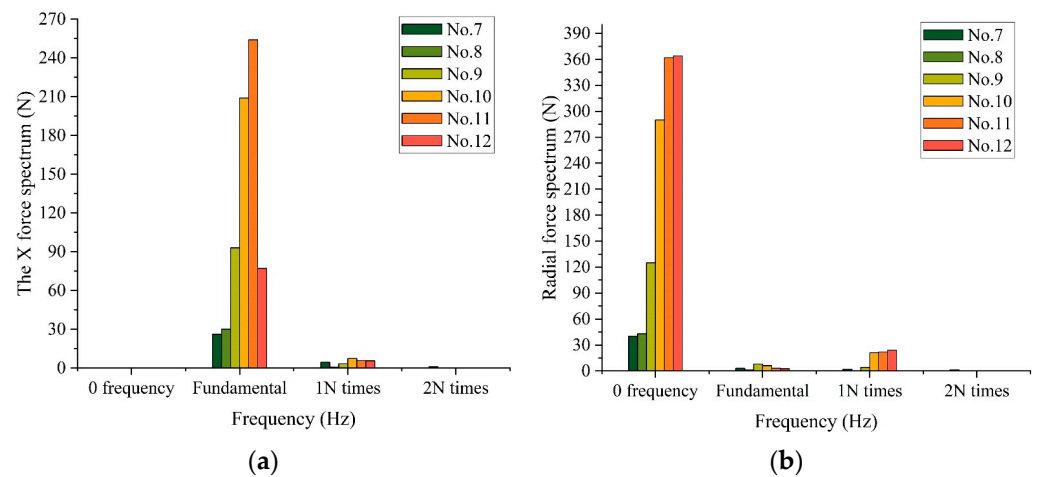 The X force spectrum (N)
270
240
210
180
150
120
90
60
30
0
No.7
No.8
No.9
No.10
No.11
No.12
0 frequency Fundamental 1N times 2N times
Frequency (Hz)
(a)
Radial force spectrum (N)
390
360
330
300
270
240
210
180
150
120
90
60
30
0
No.7
No.8
No.9
No.10
No.11
No.12
0 frequency Fundamental 1N times 2N times
Frequency (Hz)
(b)